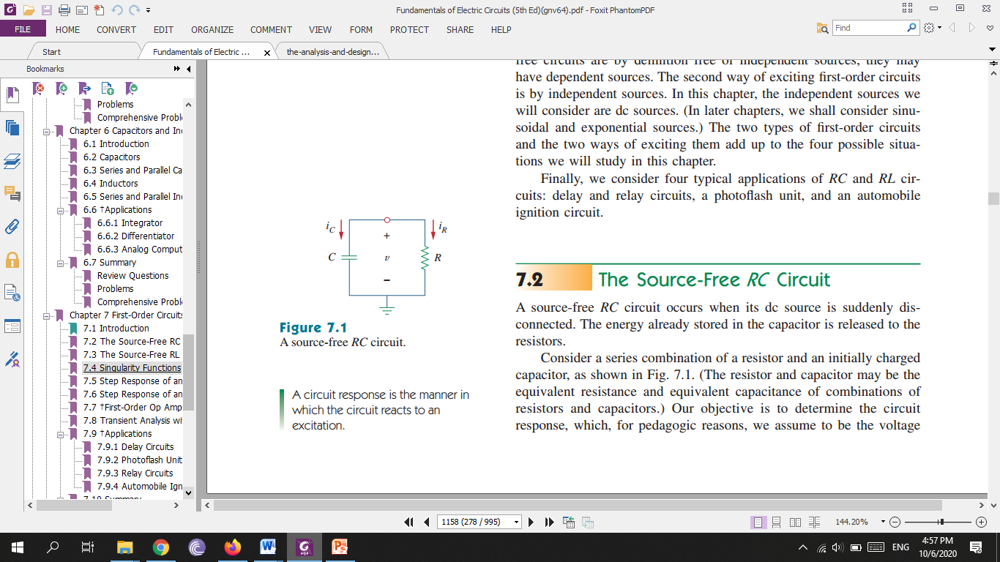 Fundamentals of Electric Circuits (5th Ed)(gnv64).pdf - Foxit PhantomPDF
FILE HOME CONVERT EDIT ORGANIZE COMMENT VIEW FORM PROTECT SHARE HELP
Find
Start
Fundamentals of Electric ...
the-analysis-and-design...
Bookmarks
Problems
Comprehensive Proble
Chapter 6 Capacitors and In
6.1 Introduction
6.2 Capacitors
6.3 Series and Parallel Ca
6.4 Inductors
6.5 Series and Parallel In
6.6 †Applications
6.6.1 Integrator
6.6.2 Differentiator
6.6.3 Analog Comput
6.7 Summary
Review Questions
Problems
Comprehensive Proble
Chapter 7 First-Order Circuits
7.1 Introduction
7.2 The Source-Free RC
7.3 The Source-Free RL
7.4 Singularity Functions
7.5 Step Response of an
7.6 Step Response of an
7.7 †First-Order Op Amp
7.8 Transient Analysis wi
7.9 †Applications
7.9.1 Delay Circuits
7.9.2 Photoflash Unit
7.9.3 Relay Circuits
7.9.4 Automobile Ign
7.10 Summary
iC
iR
+
C
v
R
−
Figure 7.1
A source-free RC circuit.
A circuit response is the manner in
which the circuit reacts to an
excitation.
free circuits are by definition free of independent sources, they may
have dependent sources. The second way of exciting first-order circuits
is by independent sources. In this chapter, the independent sources we
will consider are dc sources. (In later chapters, we shall consider sinu-
soidal and exponential sources.) The two types of first-order circuits
and the two ways of exciting them add up to the four possible situa-
tions we will study in this chapter.
Finally, we consider four typical applications of RC and RL cir-
cuits: delay and relay circuits, a photoflash unit, and an automobile
ignition circuit.
7.2 The Source-Free RC Circuit
A source-free RC circuit occurs when its dc source is suddenly dis-
connected. The energy already stored in the capacitor is released to the
resistors.
Consider a series combination of a resistor and an initially charged
capacitor, as shown in Fig. 7.1. (The resistor and capacitor may be the
equivalent resistance and equivalent capacitance of combinations of
resistors and capacitors.) Our objective is to determine the circuit
response, which, for pedagogic reasons, we assume to be the voltage
1158 (278 / 995)
144.20%
ENG
4:57 PM
10/6/2020